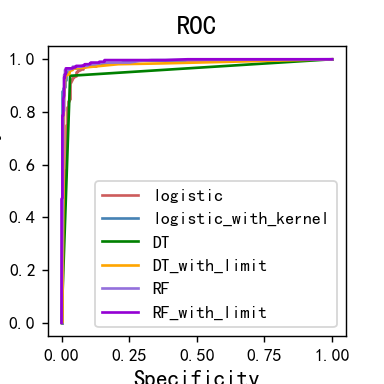 ROC
1.0
0.8
0.6
0.4
0.2
0.0
logistic
logistic_with_kernel
DT
DT_with_limit
RF
RF_with_limit
0.00 0.25 0.50 0.75 1.00
Specificity